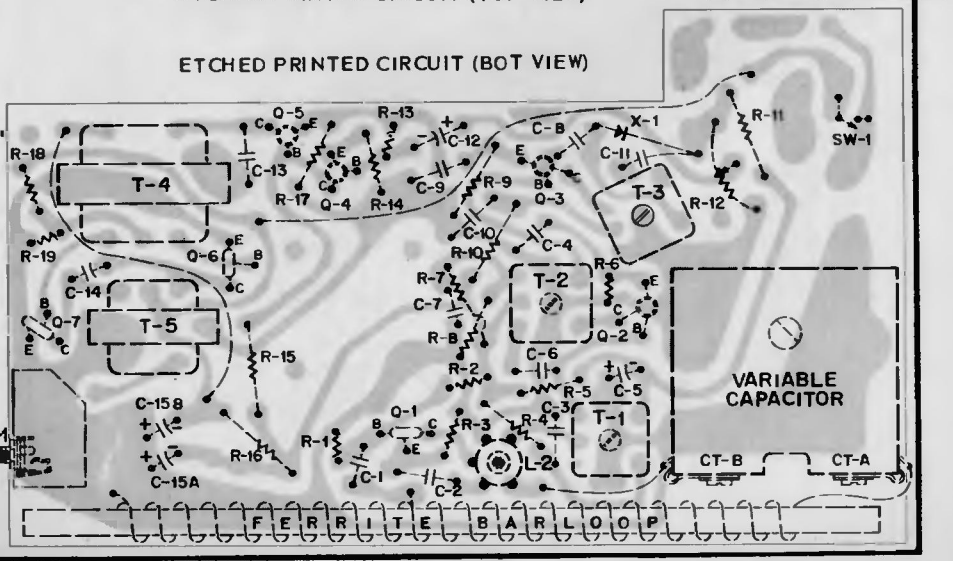 ETCHED PRINTED CIRCUIT (BOT VIEW)
Q-5
R-13
C
E
C-12
C-B
X-1
R-11
SW-1
R-18
C-13
B
E
B
C
R-17
Q-4
R-14
C-9
R-9
E
B
Q-3
C-11
T-4
T-3
R-12
C-10
C-4
R-19
Q-6
E
B
C
R-10
C-14
R-7
T-2
R-6
E
C
B
Q-2
C-7
B
Q-7
E
C
T-5
R-8
R-15
C-6
R-2
R-5
C-5
VARIABLE
CAPACITOR
C-15B
Q-1
R-1
B
C
E
R-3
R-4
C-3
T-1
R-16
L-2
C-15A
C-1
C-2
CT-B
CT-A
FERRITE BAR LOOP